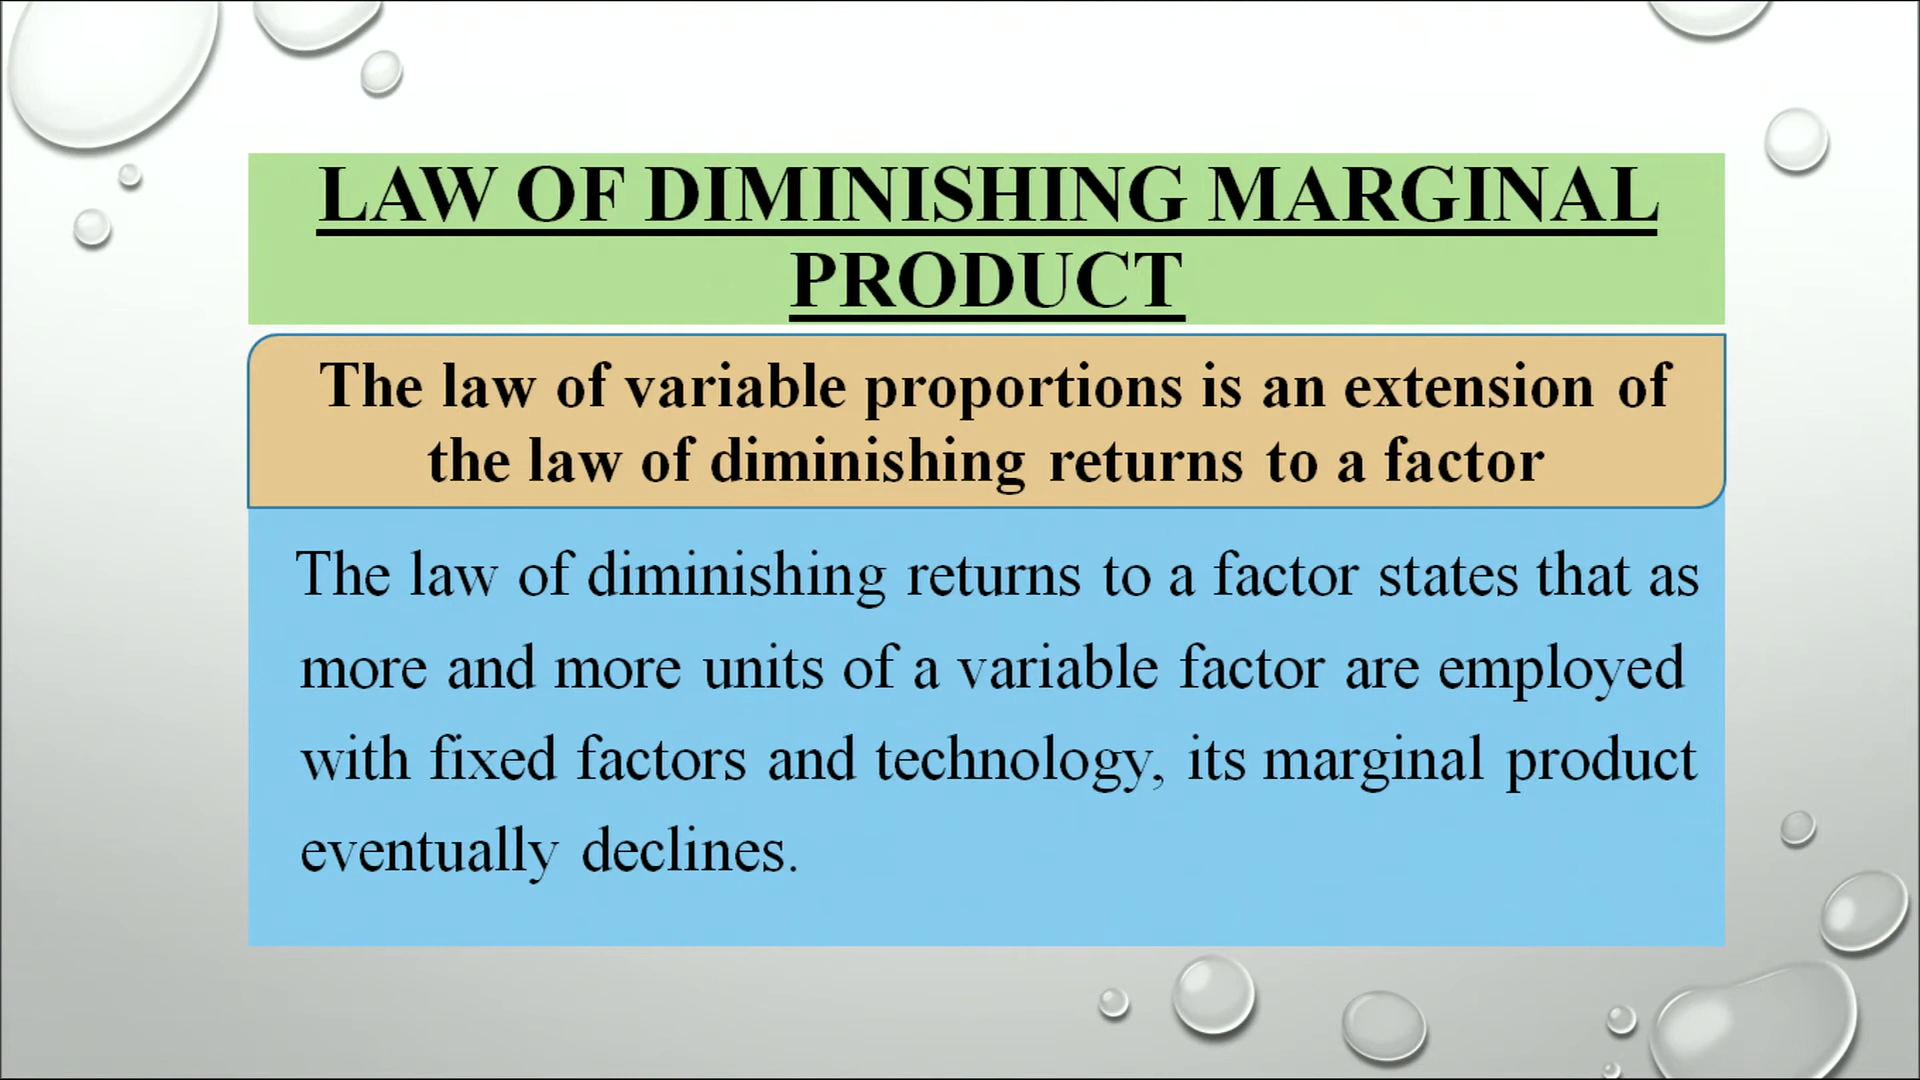 LAW OF DIMINISHING MARGINAL
PRODUCT
The law of variable proportions is an extension of
the law of diminishing returns to a factor
The law of diminishing returns to a factor states that as
more and more units of a variable factor are employed
with fixed factors and technology, its marginal product
eventually declines.